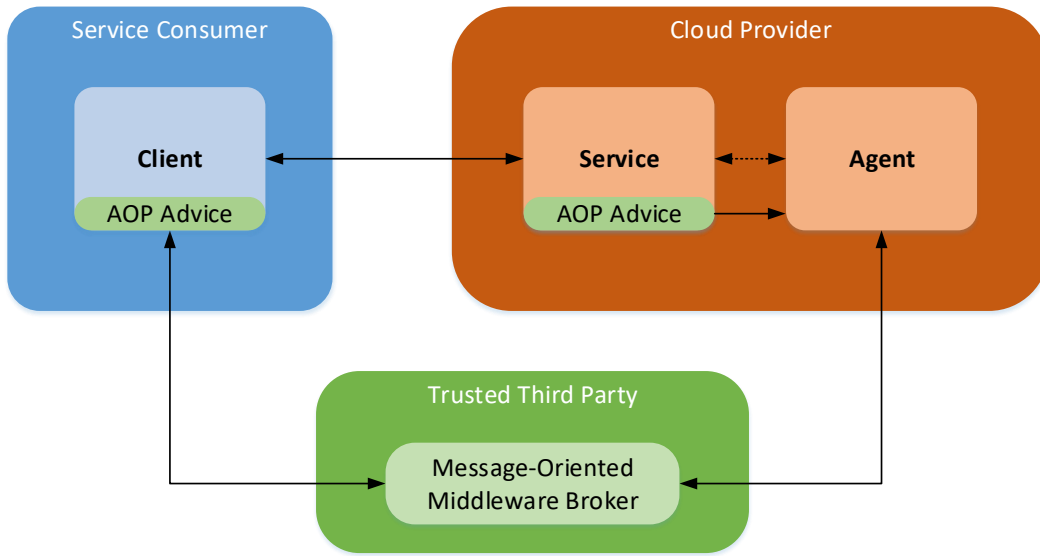 Service Consumer
Cloud Provider
Client
Service
Agent
AOP Advice
AOP Advice
Trusted Third Party
Message-Oriented
Middleware Broker